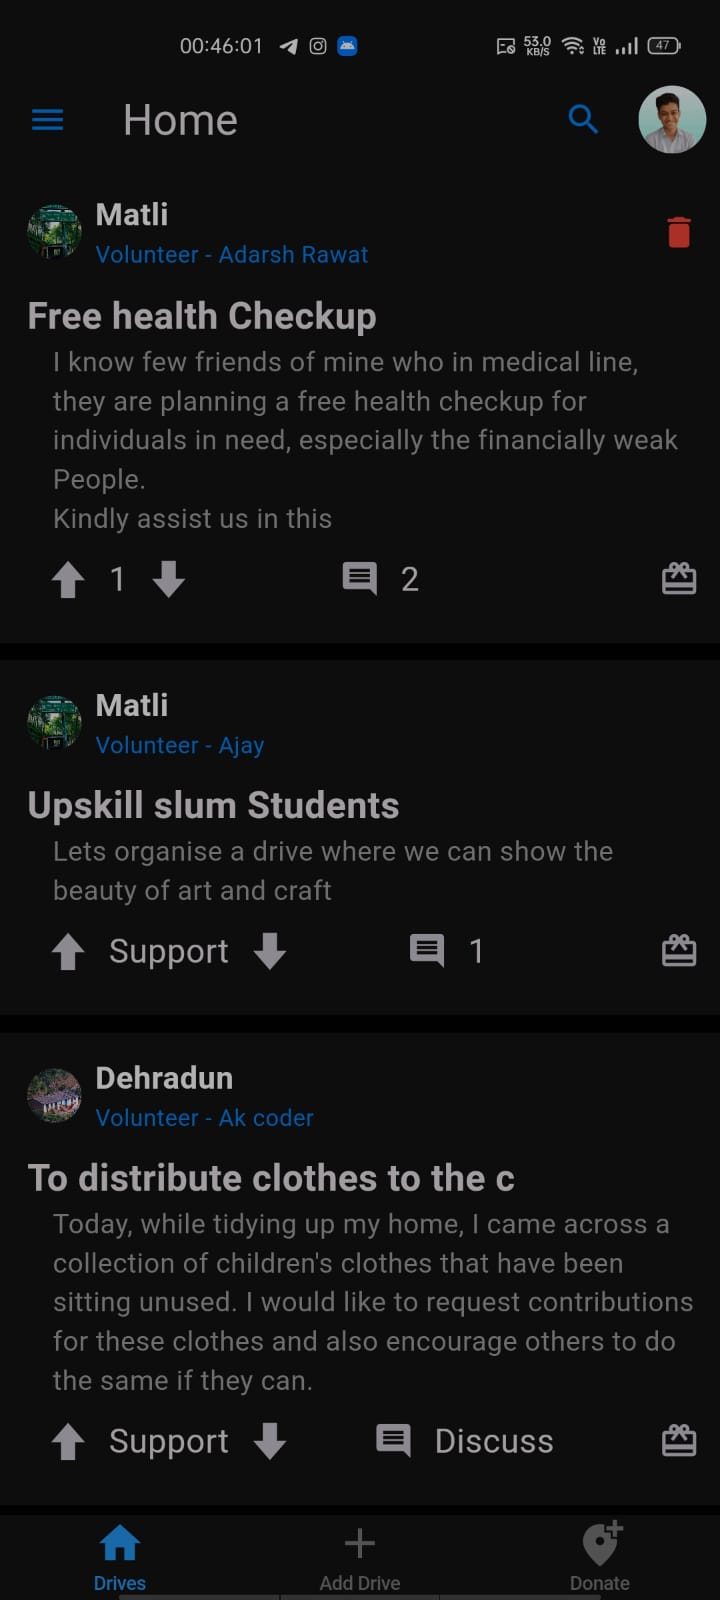 00:46:01 53.0 KB/S Vo LTE 47
Home
Matli
Volunteer - Adarsh Rawat
Free health Checkup
I know few friends of mine who in medical line,
they are planning a free health checkup for
individuals in need, especially the financially weak
People.
Kindly assist us in this
1 2
Matli
Volunteer - Ajay
Upskill slum Students
Lets organise a drive where we can show the
beauty of art and craft
Support 1
Dehradun
Volunteer - Ak coder
To distribute clothes to the c
Today, while tidying up my home, I came across a
collection of children's clothes that have been
sitting unused. I would like to request contributions
for these clothes and also encourage others to do
the same if they can.
Support Discuss
Drives Add Drive Donate